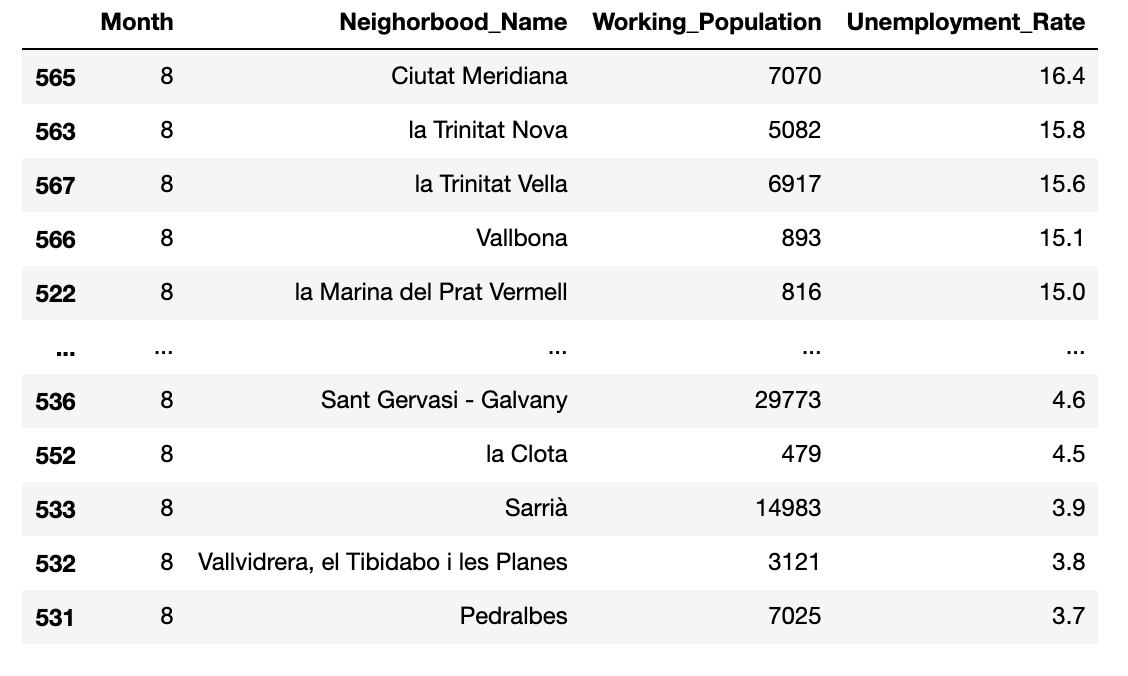 Month Neighorbood_Name Working_Population Unemployment_Rate
565 8 Ciutat Meridiana 7070 16.4
563 8 la Trinitat Nova 5082 15.8
567 8 la Trinitat Vella 6917 15.6
566 8 Vallbona 893 15.1
522 8 la Marina del Prat Vermell 816 15.0
... ... ... ... ...
536 8 Sant Gervasi - Galvany 29773 4.6
552 8 la Clota 479 4.5
533 8 Sarrià 14983 3.9
532 8 Vallvidrera, el Tibidabo i les Planes 3121 3.8
531 8 Pedralbes 7025 3.7